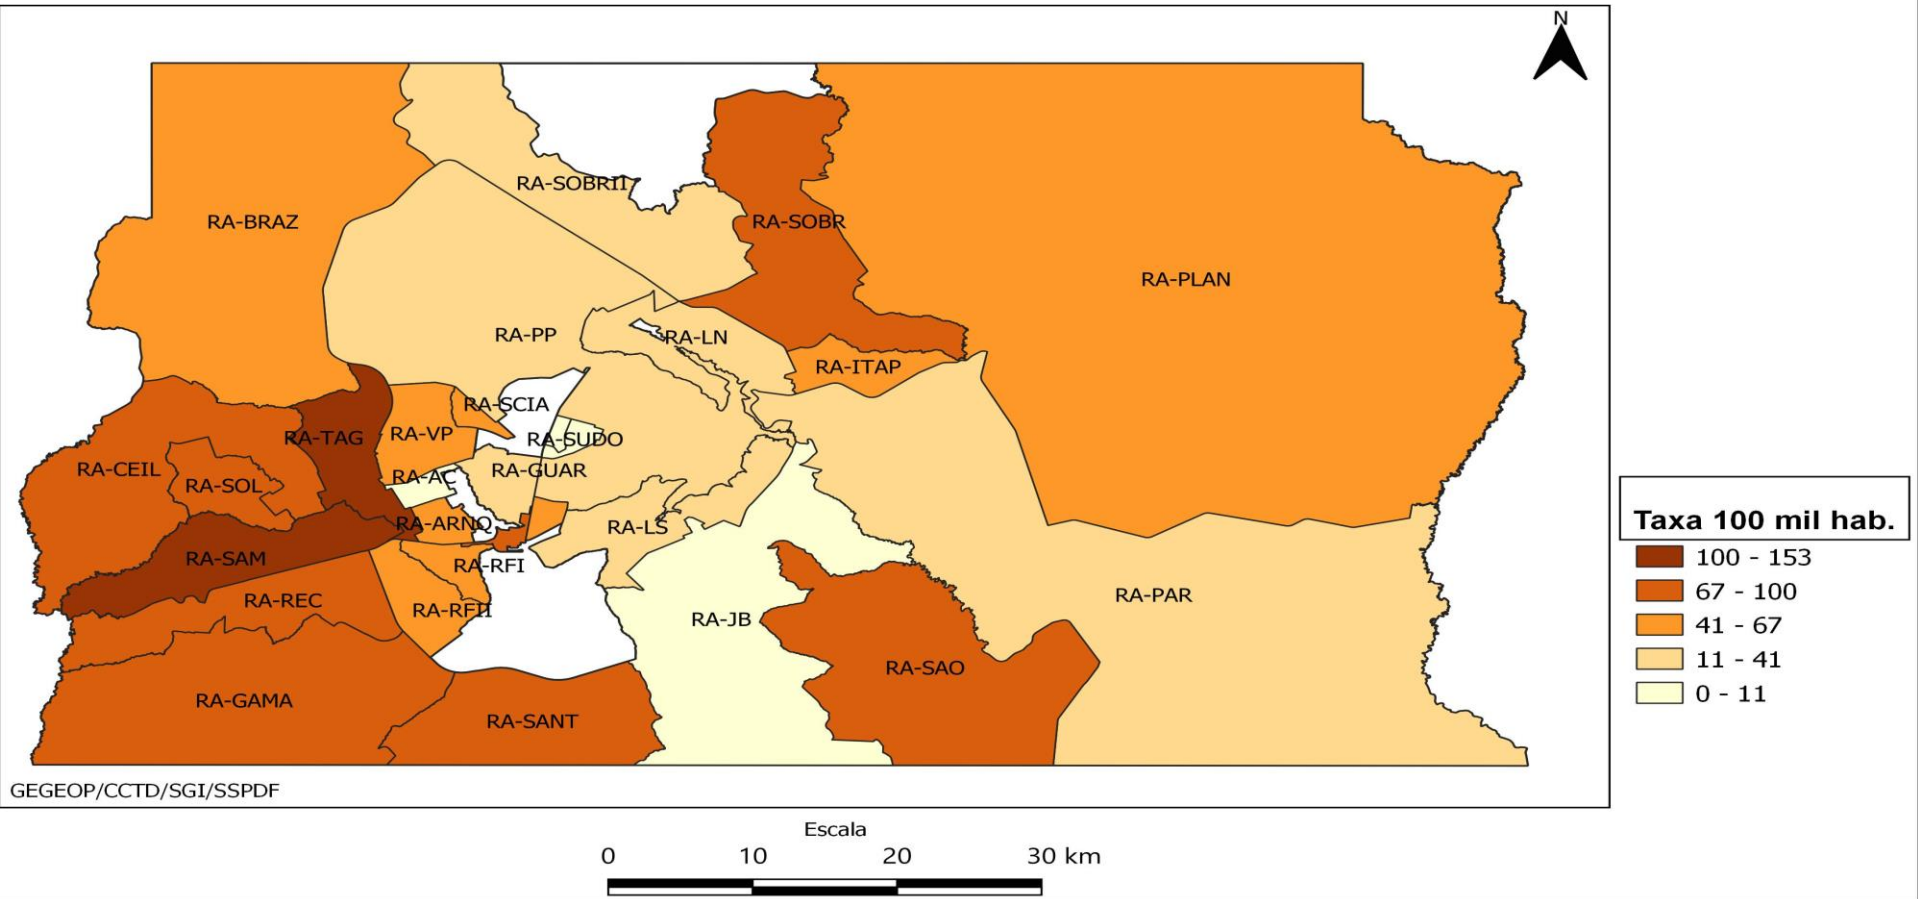 N
RA-SOBRII
RA-BRAZ
RA-SOBR
RA-PLAN
RA-PP
RA-LN
RA-ITAP
RA-SCIA
RA-TAG
RA-VP
RA-SUDO
RA-CEIL
RA-SOL
RA-AC
RA-GUAR
RA-ARNQ
RA-LS
RA-SAM
RA-RFI
RA-REC
RA-RFII
RA-JB
RA-PAR
RA-SAO
RA-GAMA
RA-SANT
GEGEOP/CCTD/SGI/SSPDF
Taxa 100 mil hab.
100 - 153
67 - 100
41 - 67
11 - 41
0 - 11
Escala
0 10 20 30 km